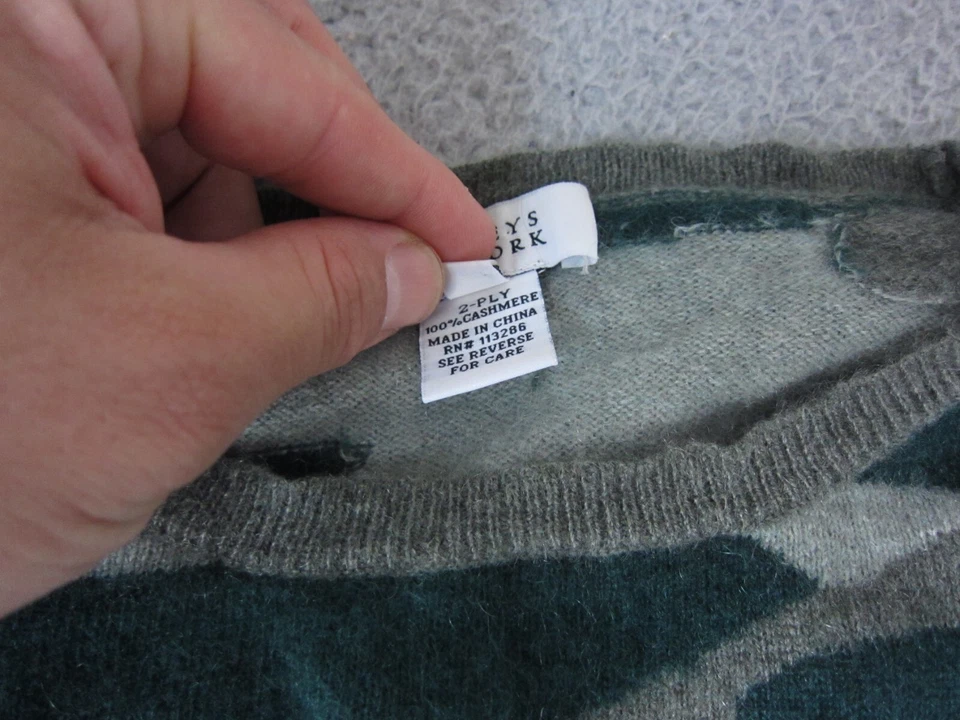 EYS
ORK
2-PLY
100%CASHMERE
MADE IN CHINA
RN# 113286
SEE REVERSE
FOR CARE